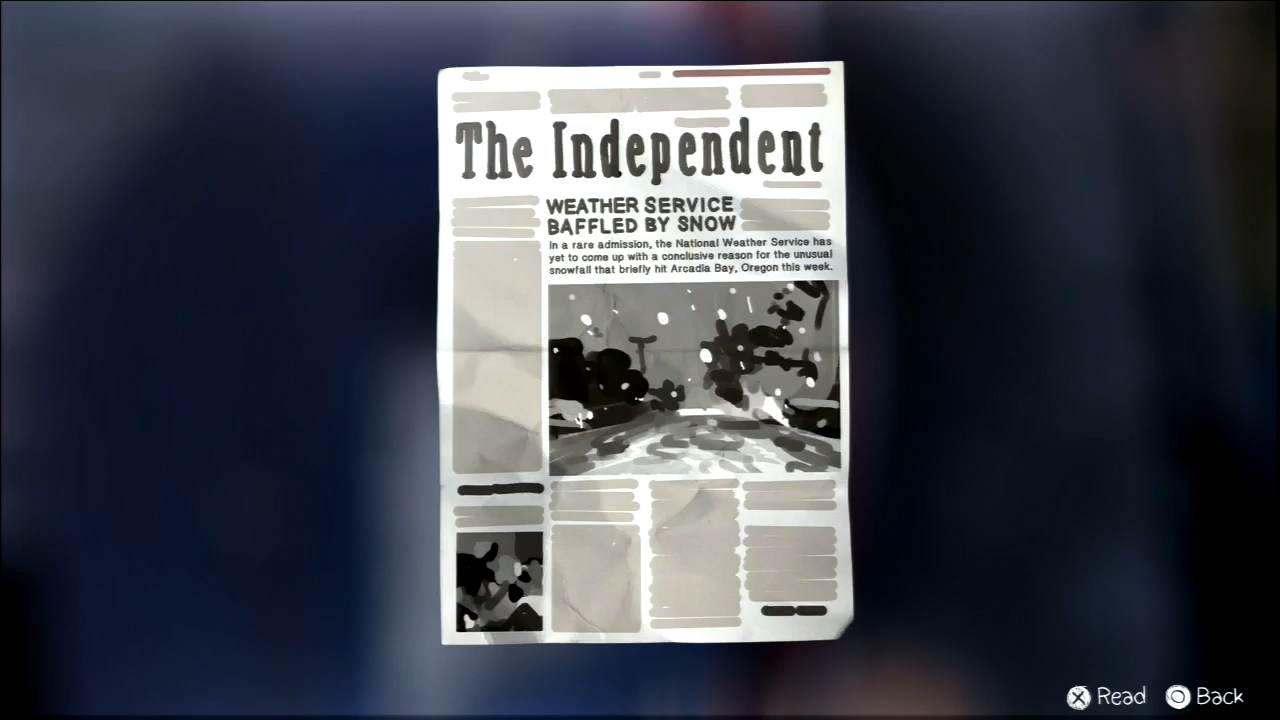 The Independent
WEATHER SERVICE
BAFFLED BY SNOW
In a rare admission, the National Weather Service has
yet to come up with a conclusive reason for the unusual
snowfall that briefly hit Arcadia Bay, Oregon this week.
Read Back